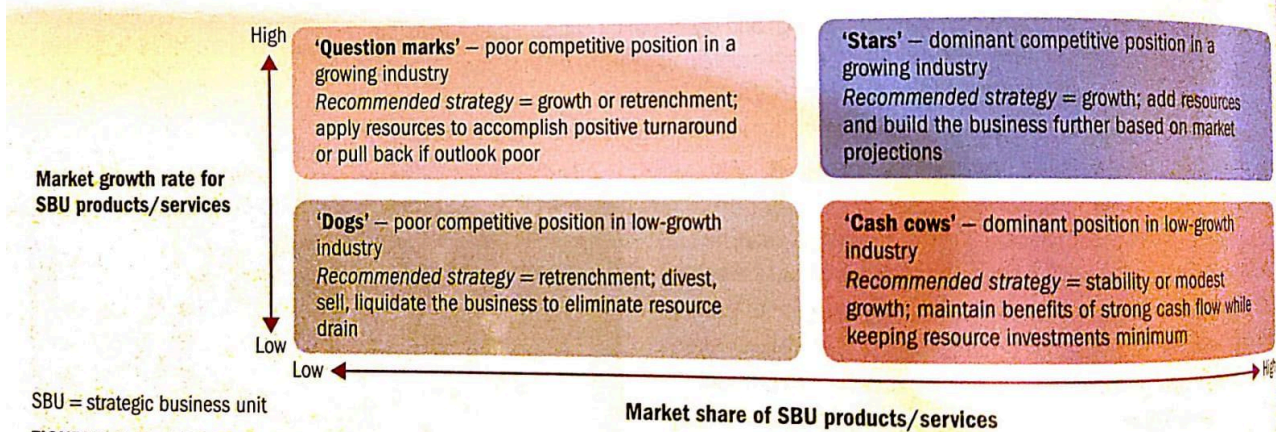 High
'Question marks' – poor competitive position in a
growing industry
Recommended strategy = growth or retrenchment;
apply resources to accomplish positive turnaround
or pull back if outlook poor
'Stars' – dominant competitive position in a
growing industry
Recommended strategy = growth; add resources
and build the business further based on market
projections
Market growth rate for
SBU products/services
'Dogs' – poor competitive position in low-growth
industry
Recommended strategy = retrenchment; divest,
sell, liquidate the business to eliminate resource
drain
'Cash cows' – dominant position in low-growth
industry
Recommended strategy = stability or modest
growth; maintain benefits of strong cash flow while
keeping resource investments minimum
Low
Low
High
SBU = strategic business unit
Market share of SBU products/services